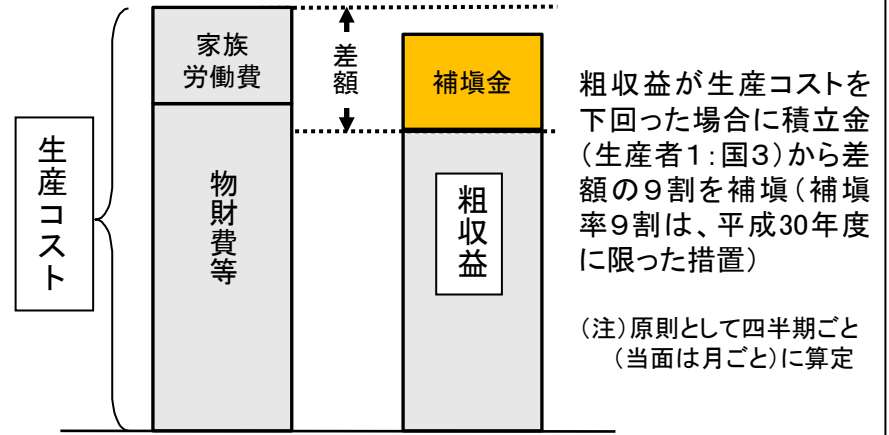 生産コスト
家族
労働費
物財費等
差額
補塡金
粗収益
粗収益が生産コストを
下回った場合に積立金
（生産者１：国３）から差
額の９割を補塡（補塡
率９割は、平成30年度
に限った措置）
（注）原則として四半期ごと
（当面は月ごと）に算定